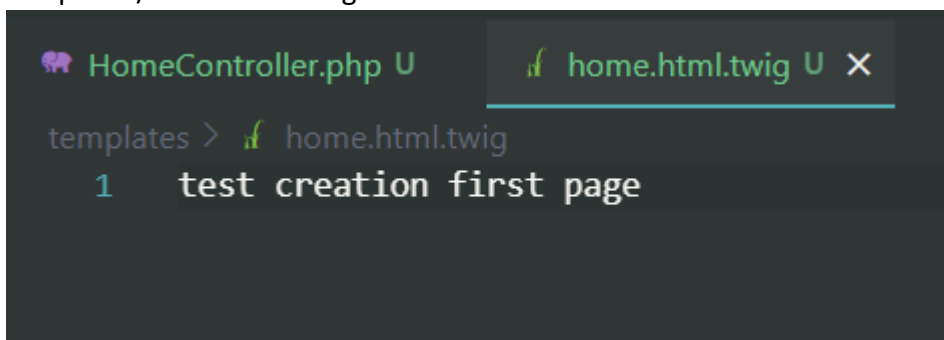 HomeController.php U
home.html.twig U
templates > home.html.twig
1 test creation first page